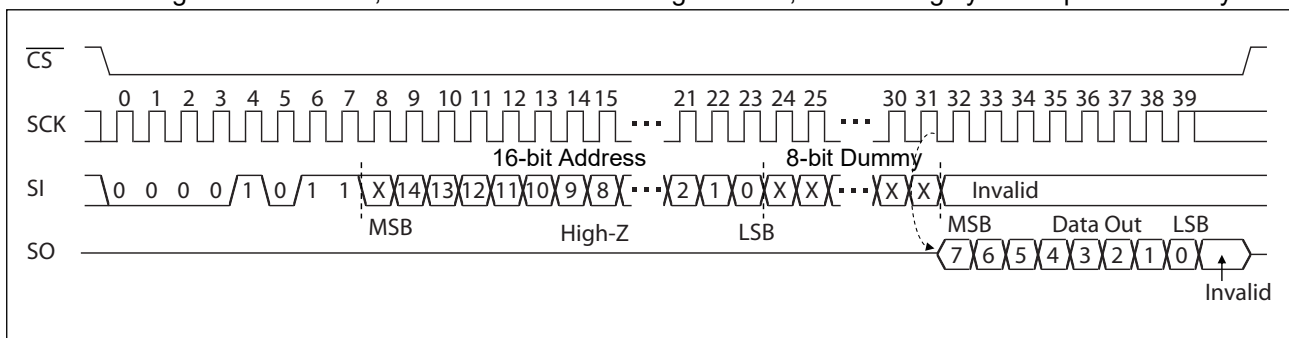 CS
0 1 2 3 4 5 6 7 8 9 10 11 12 13 14 15 21 22 23 24 25 30 31 32 33 34 35 36 37 38 39
SCK
16-bit Address 8-bit Dummy
SI 0 0 0 0 1 0 1 1 X 14 13 12 11 10 9 8 2 1 0 X X X X Invalid
MSB High-Z LSB MSB Data Out LSB
SO 7 6 5 4 3 2 1 0
Invalid